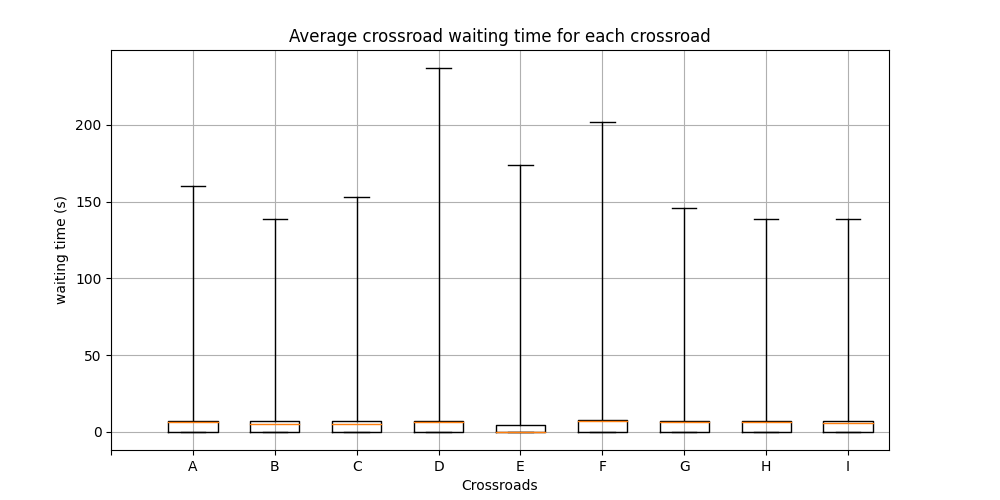 Average crossroad waiting time for each crossroad
200
150
100
50
0
waiting time (s)
A B C D E F G H I
Crossroads